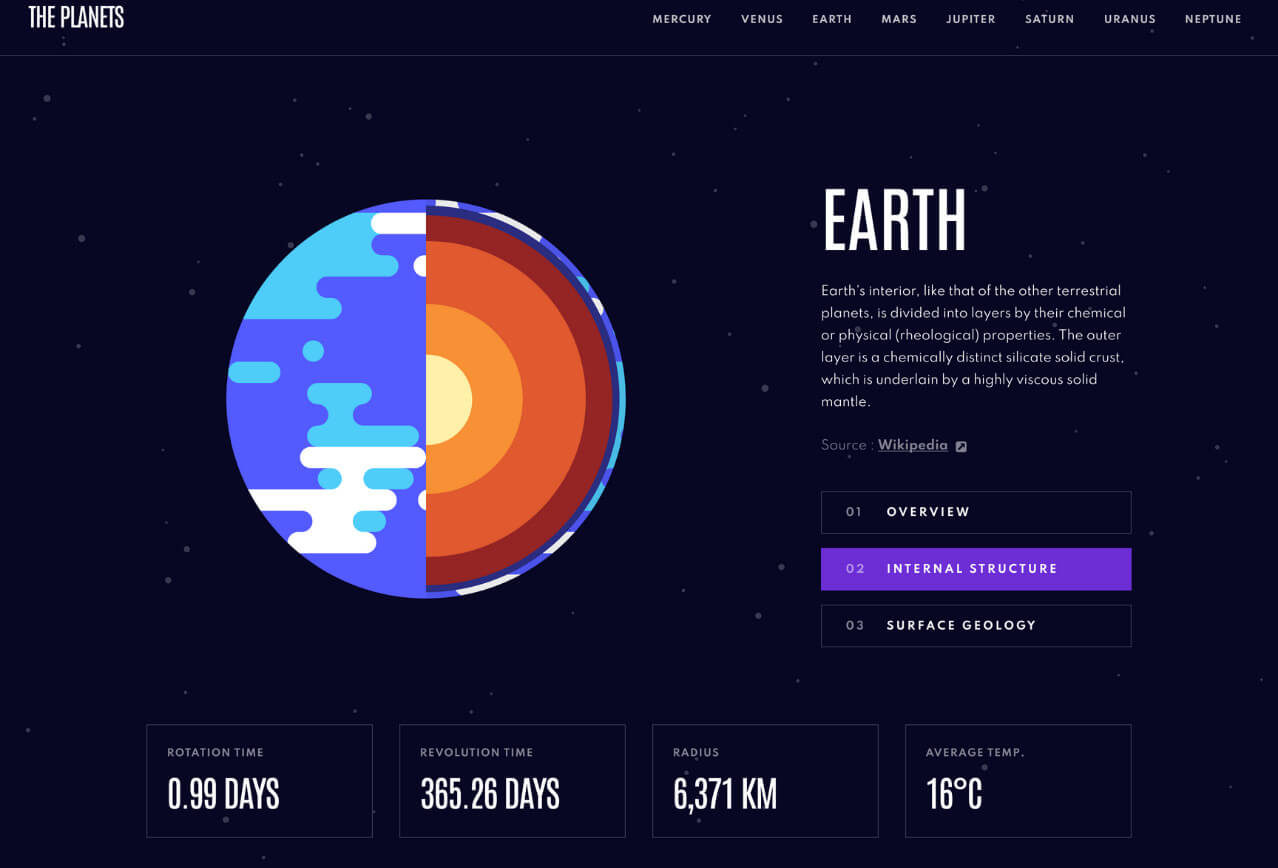 THE PLANETS
MERCURY VENUS EARTH MARS JUPITER SATURN URANUS NEPTUNE
EARTH
Earth's interior, like that of the other terrestrial
planets, is divided into layers by their chemical
or physical (rheological) properties. The outer
layer is a chemically distinct silicate solid crust,
which is underlain by a highly viscous solid
mantle.
Source : Wikipedia
01 OVERVIEW
02 INTERNAL STRUCTURE
03 SURFACE GEOLOGY
ROTATION TIME
0.99 DAYS
REVOLUTION TIME
365.26 DAYS
RADIUS
6,371 KM
AVERAGE TEMP.
16°C